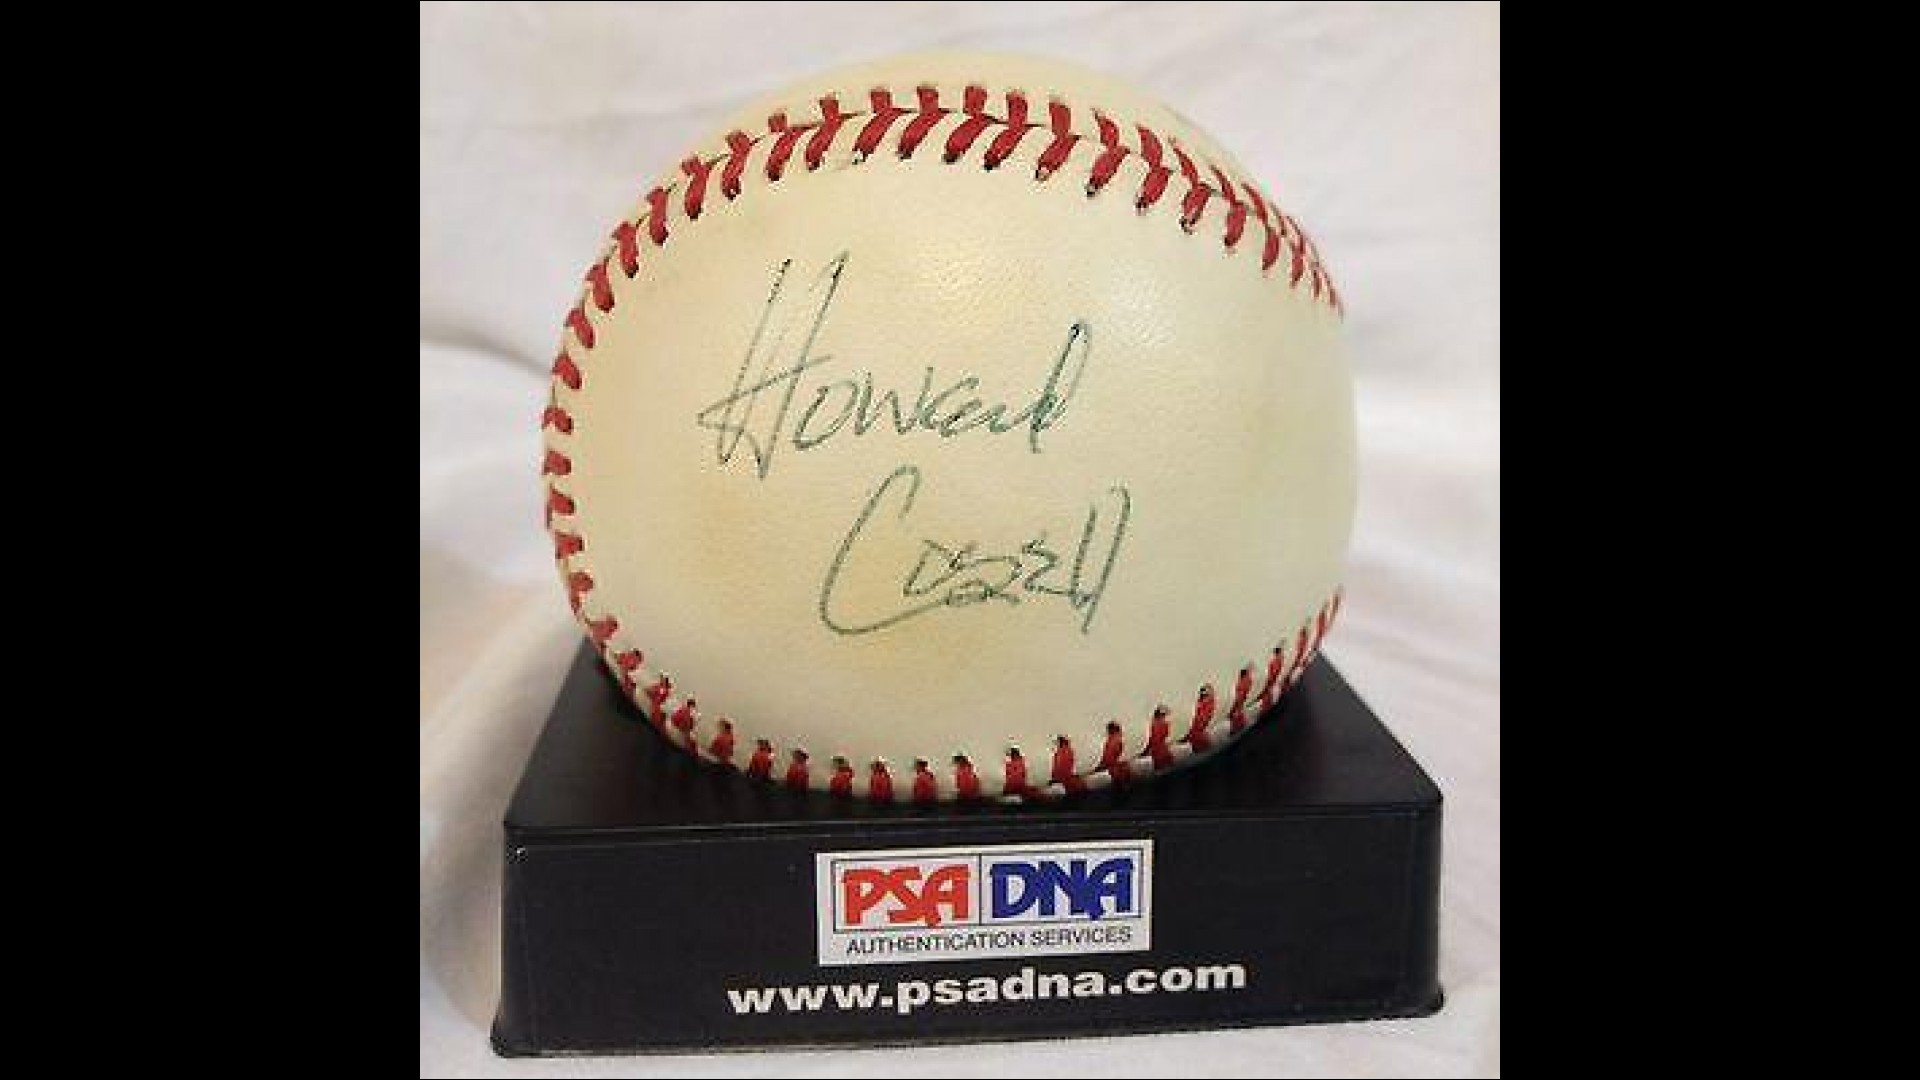 Howard
Cosell
PSA DNA
AUTHENTICATION SERVICES
www.psadna.com